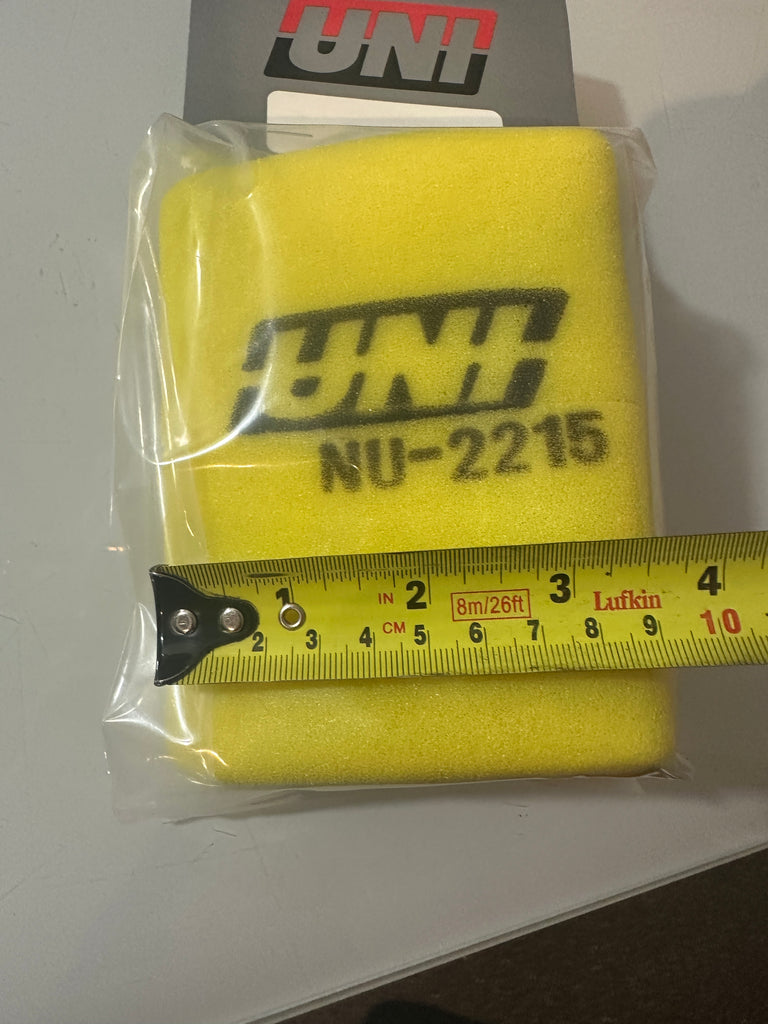 UNI
UNI
NU-2215
1 IN 2 8m/26ft 3 Lufkin 4
2 3 4 CM 5 6 7 8 9 10